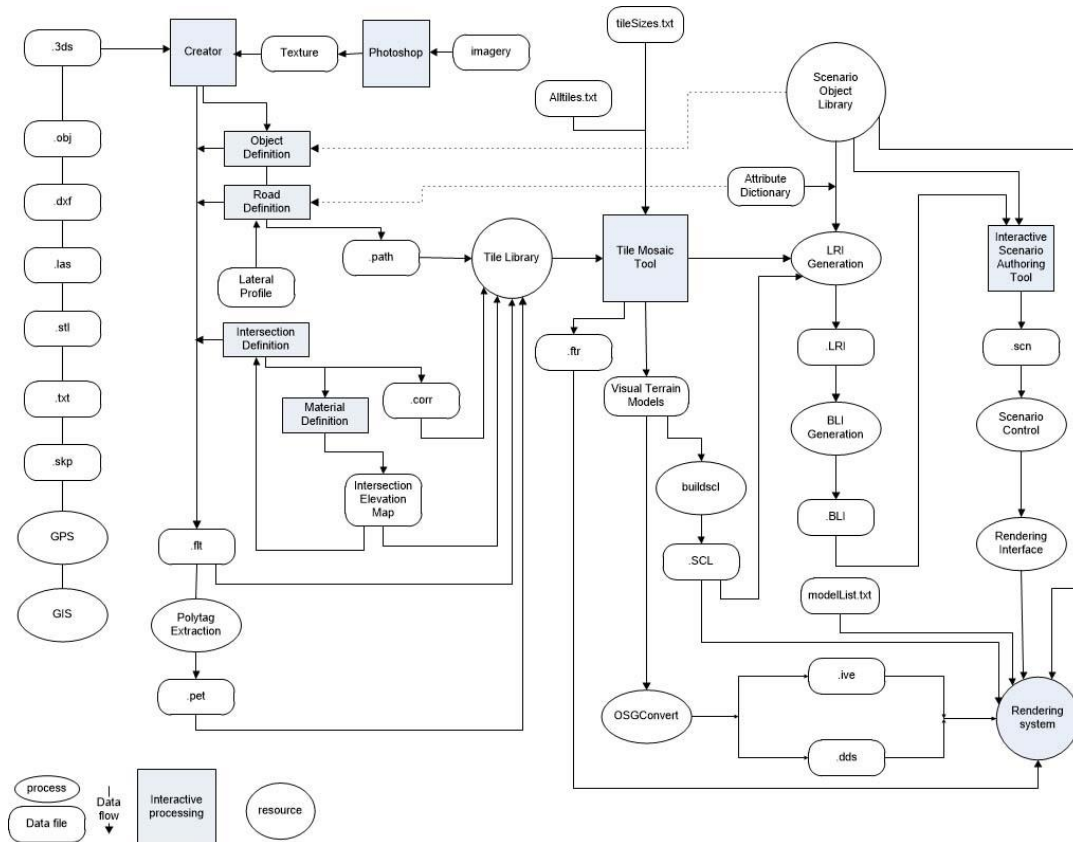 tileSizes.txt
.3ds
Creator
Texture
Photoshop
imagery
Scenario
Object
Library
Alltiles.txt
.obj
Object
Definition
.dxf
Road
Definition
Attribute
Dictionary
.path
Tile Library
Tile Mosaic
Tool
LRI
Generation
Interactive
Scenario
Authoring
Tool
.las
Lateral
Profile
.stl
Intersection
Definition
.ftr
.LRI
.scn
.txt
Material
Definition
.corr
Visual Terrain
Models
BLI
Generation
Scenario
Control
.skp
Intersection
Elevation
Map
buildscl
.BLI
GPS
.flt
.SCL
Rendering
Interface
GIS
Polytag
Extraction
modelList.txt
.pet
.ive
OSGConvert
Rendering
system
.dds
process
Data file
Data
flow
Interactive
processing
resource